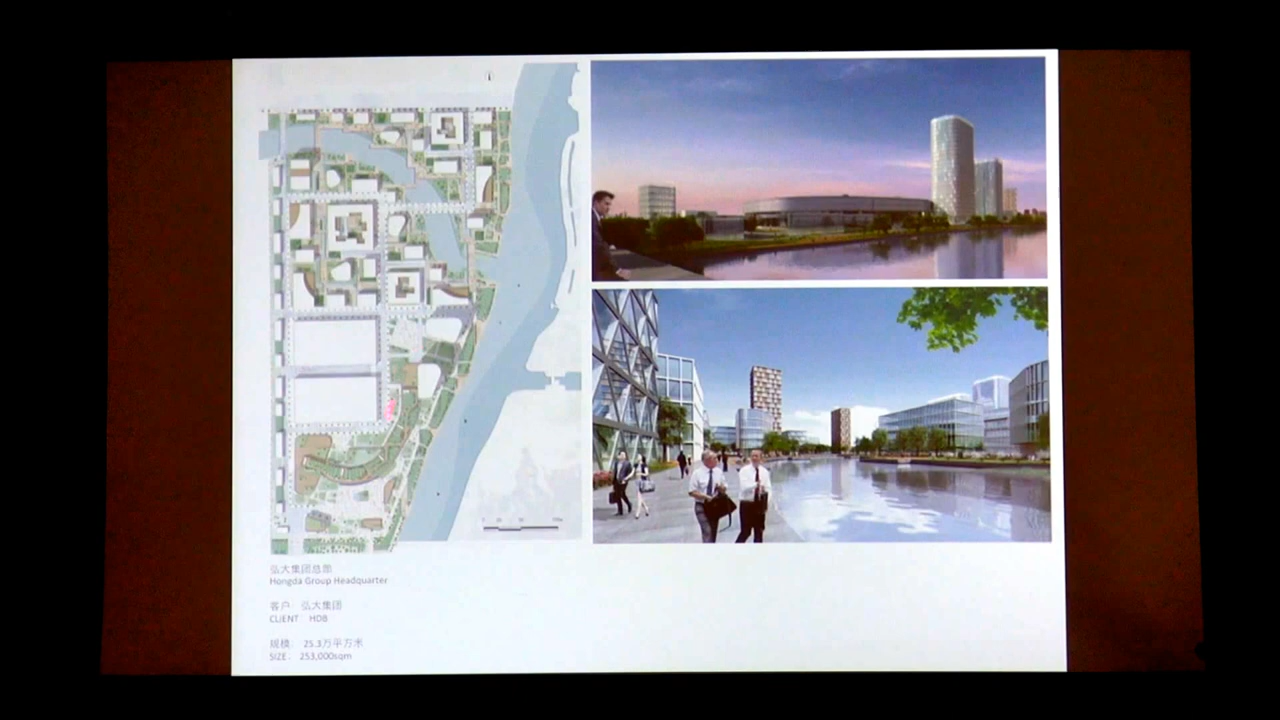 弘大集团总部
Hongda Group Headquarter
客户 弘大集团
CLIENT HDB
规模: 25.3万平方米
SIZE: 253,000sqm